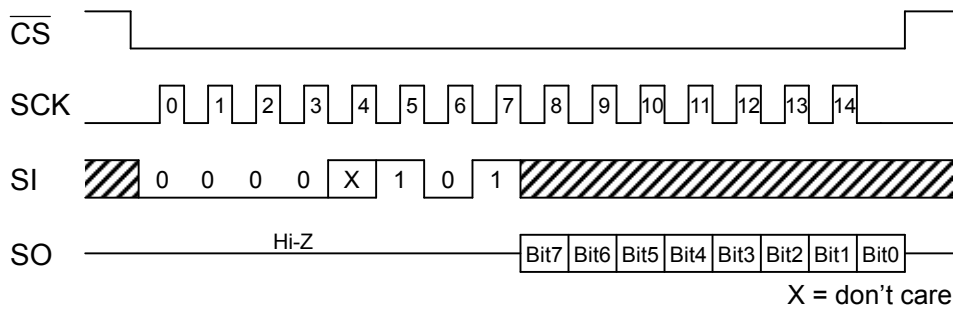 CS
SCK 0 1 2 3 4 5 6 7 8 9 10 11 12 13 14
SI 0 0 0 0 X 1 0 1
SO Hi-Z Bit7 Bit6 Bit5 Bit4 Bit3 Bit2 Bit1 Bit0
X = don't care